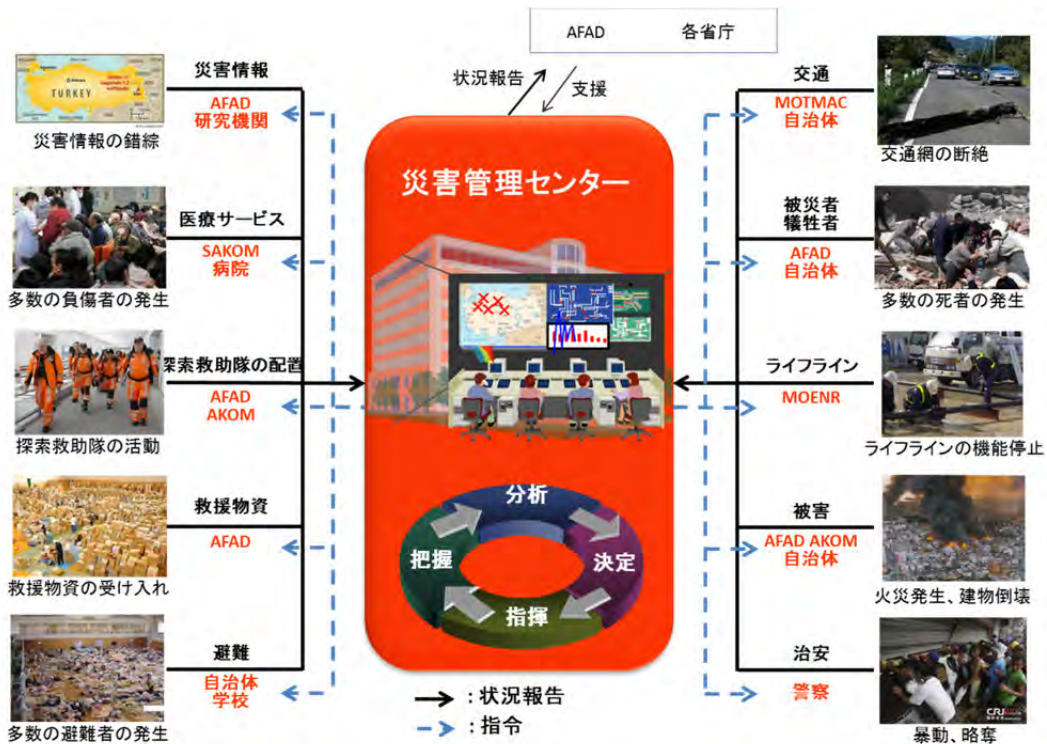 AFAD 各省庁
状況報告
支援
災害情報
AFAD
研究機関
TURKEY
災害情報の錯綜
医療サービス
SAKOM
病院
多数の負傷者の発生
探索救助隊の配置
AFAD
AKOM
探索救助隊の活動
救援物資
AFAD
救援物資の受け入れ
避難
自治体
学校
多数の避難者の発生
災害管理センター
分析
決定
指揮
把握
:状況報告
:指令
交通
MOTMAC
自治体
交通網の断絶
被災者
犠牲者
AFAD
自治体
多数の死者の発生
ライフライン
MOENR
ライフラインの機能停止
被害
AFAD AKOM
自治体
火災発生、建物倒壊
治安
警察
CRI
暴動、略奪